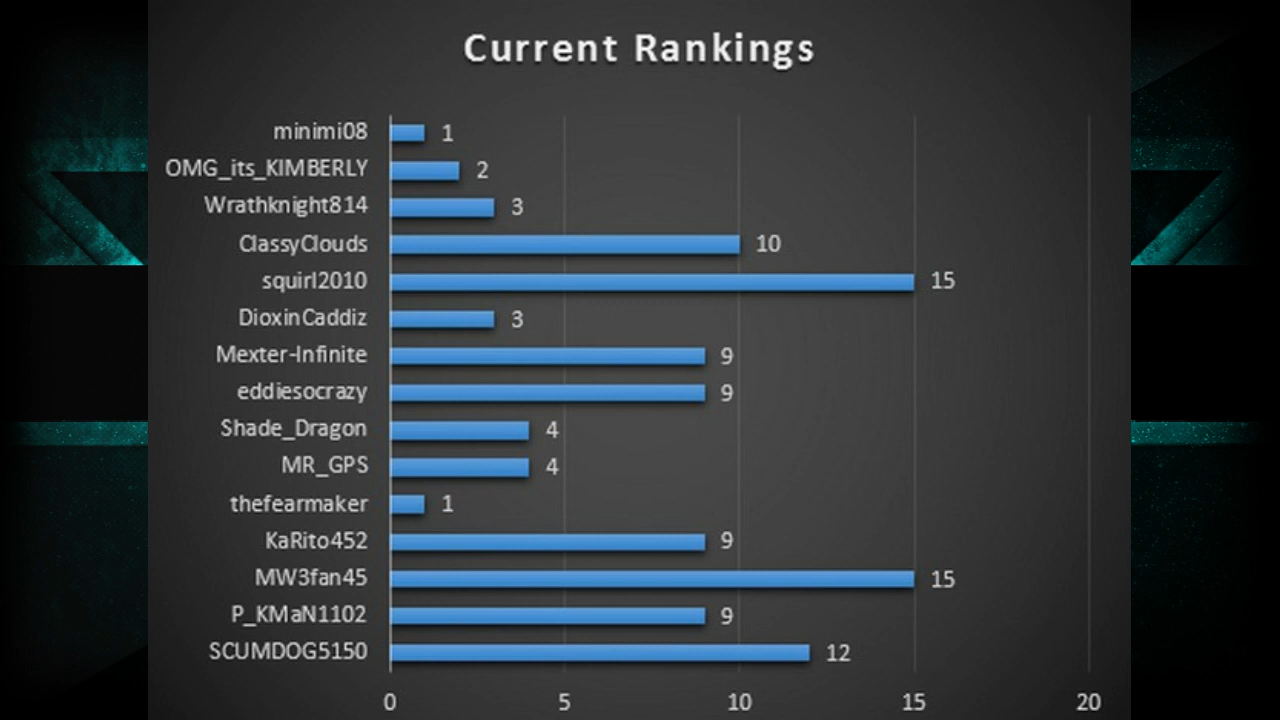 Current Rankings
minimi08 1
OMG_its_KIMBERLY 2
Wrathknight814 3
ClassyClouds 10
squirl2010 15
DioxinCaddiz 3
Mexter-Infinite 9
eddiesocrazy 9
Shade_Dragon 4
MR_GPS 4
thefearmaker 1
KaRito452 9
MW3fan45 15
P_KMaN1102 9
SCUMDOG5150 12
0 5 10 15 20